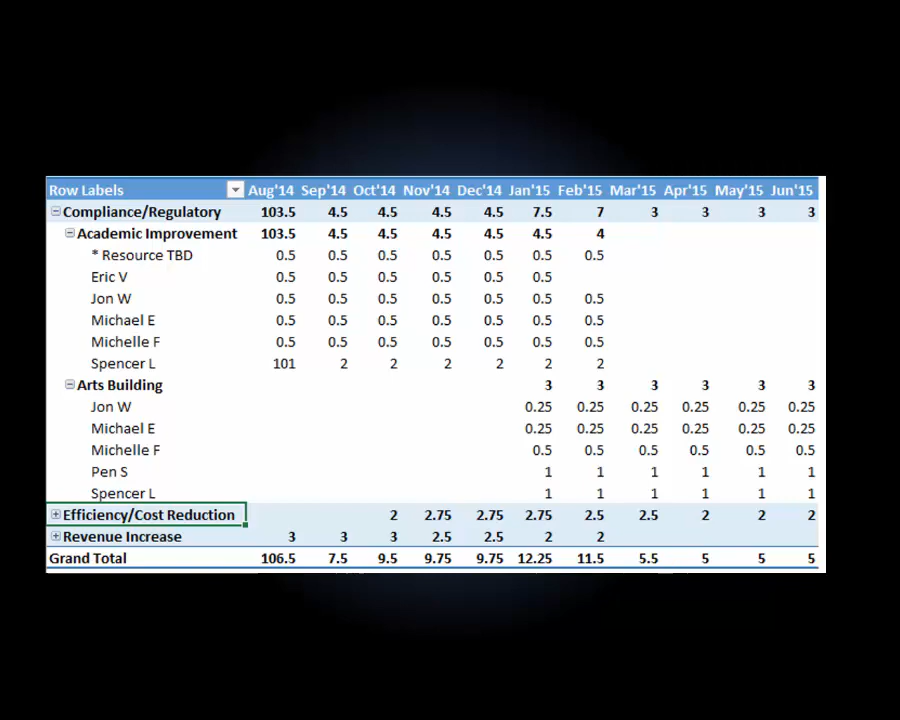 Row Labels Aug'14 Sep'14 Oct'14 Nov'14 Dec'14 Jan'15 Feb'15 Mar'15 Apr'15 May'15 Jun'15
Compliance/Regulatory 103.5 4.5 4.5 4.5 4.5 7.5 7 3 3 3 3
Academic Improvement 103.5 4.5 4.5 4.5 4.5 4.5 4
* Resource TBD 0.5 0.5 0.5 0.5 0.5 0.5 0.5
Eric V 0.5 0.5 0.5 0.5 0.5 0.5
Jon W 0.5 0.5 0.5 0.5 0.5 0.5 0.5
Michael E 0.5 0.5 0.5 0.5 0.5 0.5 0.5
Michelle F 0.5 0.5 0.5 0.5 0.5 0.5 0.5
Spencer L 101 2 2 2 2 2 2
Arts Building 3 3 3 3 3 3
Jon W 0.25 0.25 0.25 0.25 0.25 0.25
Michael E 0.25 0.25 0.25 0.25 0.25 0.25
Michelle F 0.5 0.5 0.5 0.5 0.5 0.5
Pen S 1 1 1 1 1 1
Spencer L 1 1 1 1 1 1
Efficiency/Cost Reduction 2 2.75 2.75 2.75 2.5 2.5 2 2 2
Revenue Increase 3 3 3 2.5 2.5 2 2
Grand Total 106.5 7.5 9.5 9.75 9.75 12.25 11.5 5.5 5 5 5